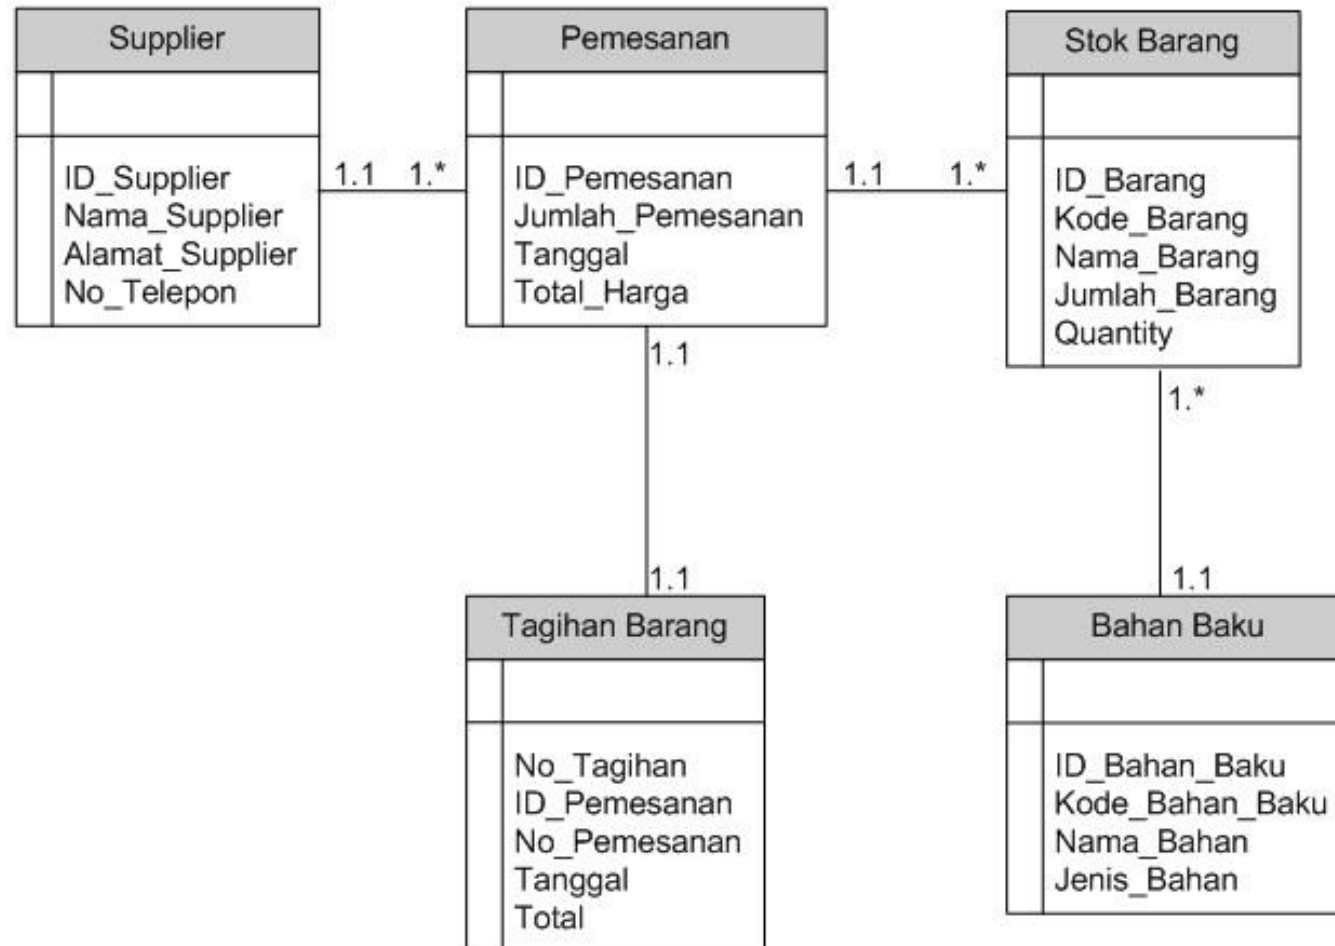 Supplier
ID_Supplier
Nama_Supplier
Alamat_Supplier
No_Telepon
1.1 1.*
Pemesanan
ID_Pemesanan
Jumlah_Pemesanan
Tanggal
Total_Harga
1.1 1.*
Stok Barang
ID_Barang
Kode_Barang
Nama_Barang
Jumlah_Barang
Quantity
1.1
1.1
Tagihan Barang
No_Tagihan
ID_Pemesanan
No_Pemesanan
Tanggal
Total
1.*
1.1
Bahan Baku
ID_Bahan_Baku
Kode_Bahan_Baku
Nama_Bahan
Jenis_Bahan